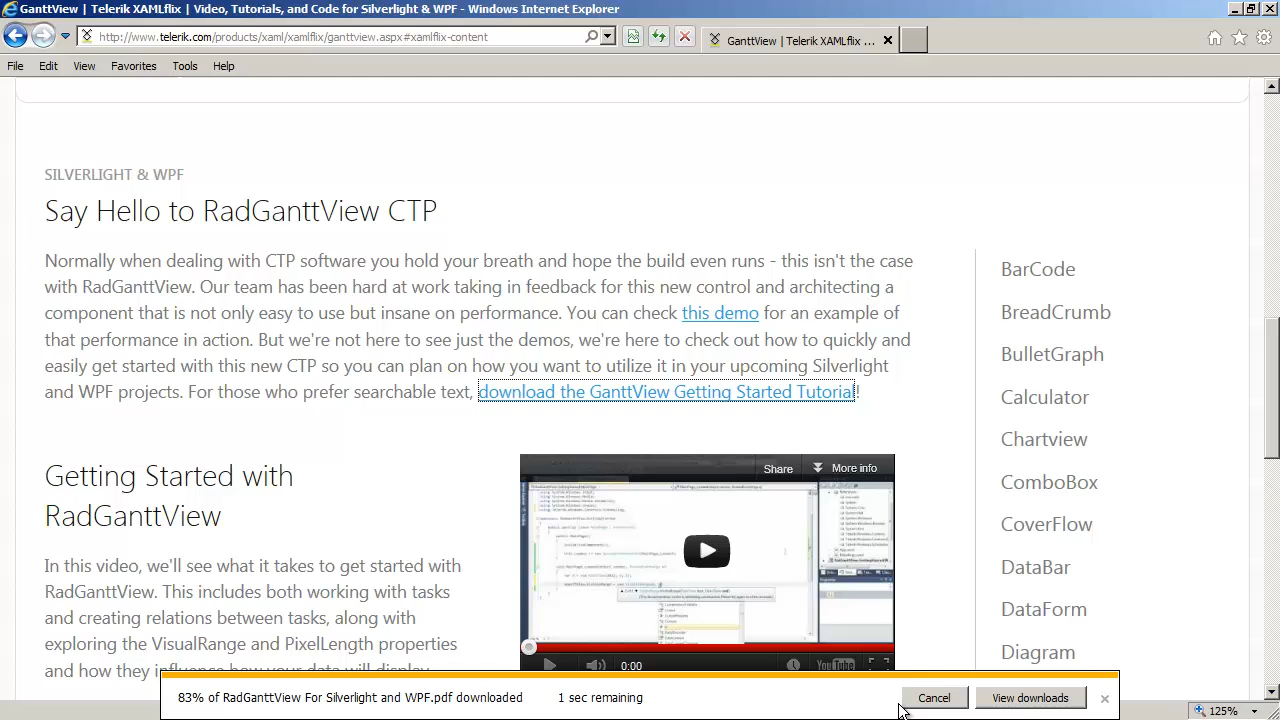 GanttView | Telerik XAMLflix | Video, Tutorials, and Code for Silverlight & WPF - Windows Internet Explorer
http://www.telerik.com/products/xaml/xamlflix/ganttview.aspx#xamlflix-content
GanttView | Telerik XAMLflix | ...
File Edit View Favorites Tools Help
SILVERLIGHT & WPF
Say Hello to RadGanttView CTP
Normally when dealing with CTP software you hold your breath and hope the build even runs - this isn't the case
with RadGanttView. Our team has been hard at work taking in feedback for this new control and architecting a
component that is not only easy to use but insane on performance. You can check this demo for an example of
that performance in action. But we're not here to see just the demos, we're here to check out how to quickly and
easily get started with this new CTP so you can plan on how you want to utilize it in your upcoming Silverlight
and WPF projects. For those who prefer searchable text, download the GanttView Getting Started Tutorial!
Getting Started with
RadGanttView
In this video we'll see what it takes to get started with
RadGanttView. This includes both working with tasks
and creating relations between tasks, along with
exploring the VisualRange and PixelLength properties
and how they influence how your data will display
Share More info
0:00
YouTube
BarCode
BreadCrumb
BulletGraph
Calculator
Chartview
ComboBox
CoverFlow
DataBar
DataForm
Diagram
83% of RadGanttView For Silverlight and WPF.pdf downloaded 1 sec remaining
Cancel View downloads
125%